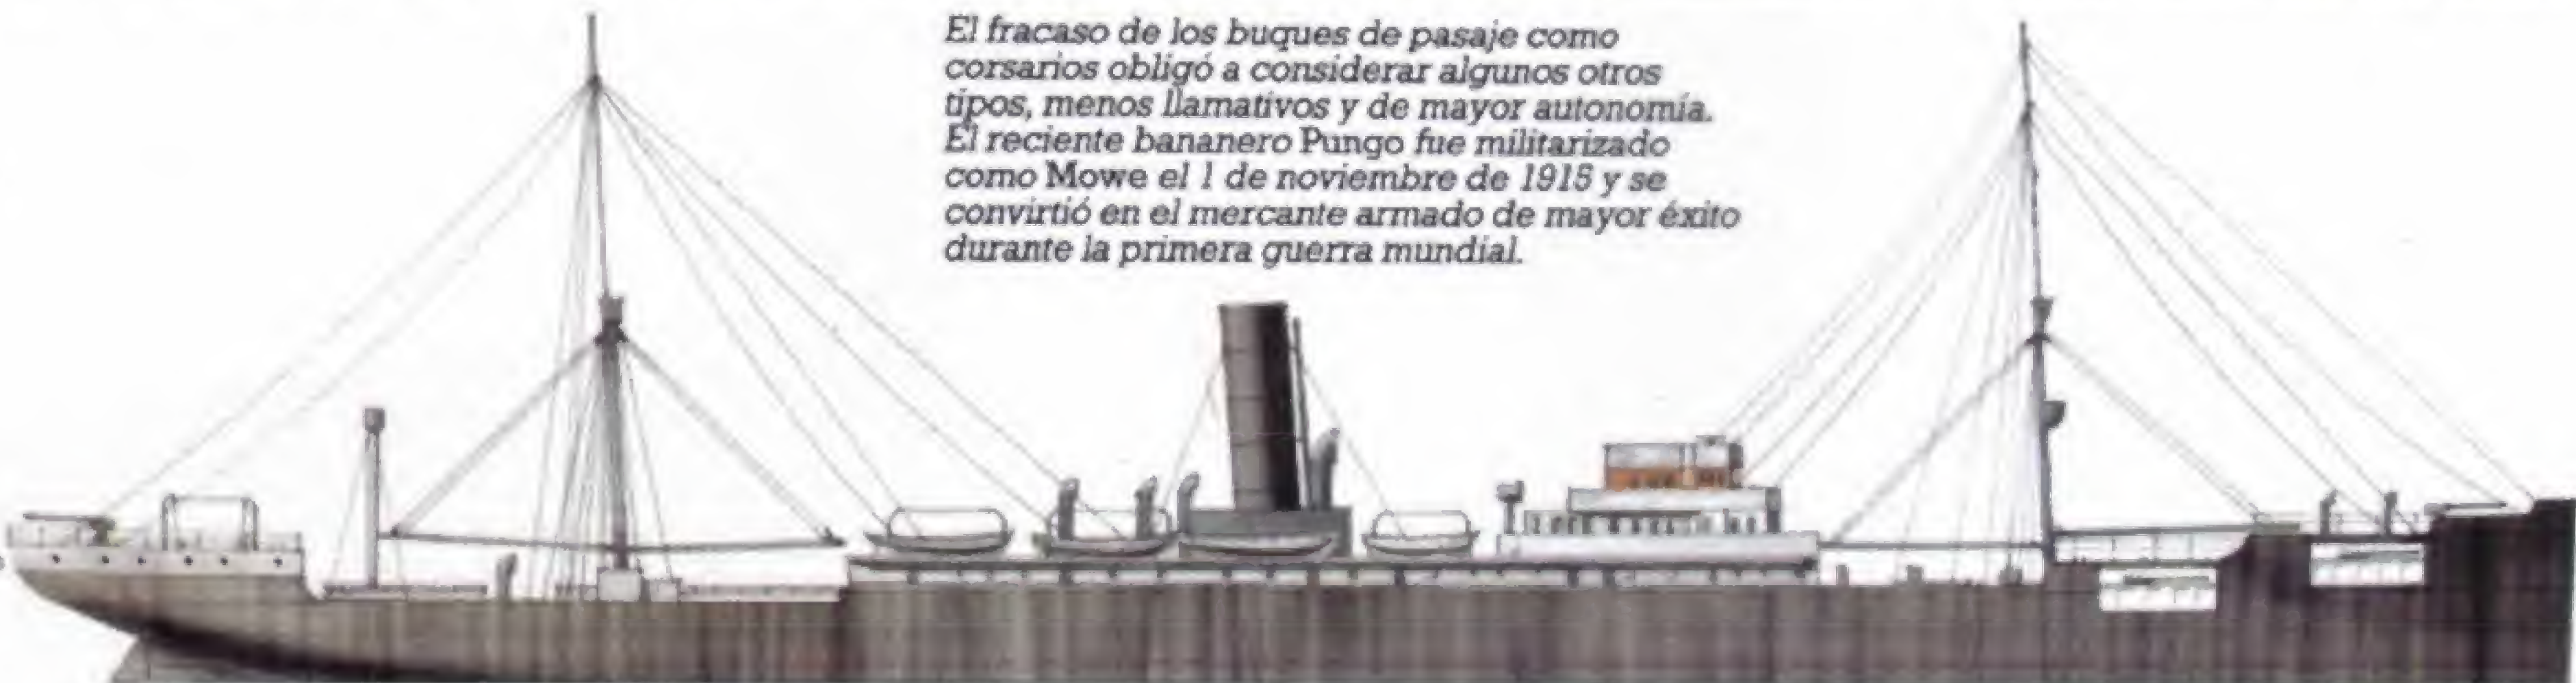 El fracaso de los buques de pasaje como
corsarios obligó a considerar algunos otros
tipos, menos llamativos y de mayor autonomía.
El reciente bananero Pungo fue militarizado
como Mowe el 1 de noviembre de 1915 y se
convirtió en el mercante armado de mayor éxito
durante la primera guerra mundial.